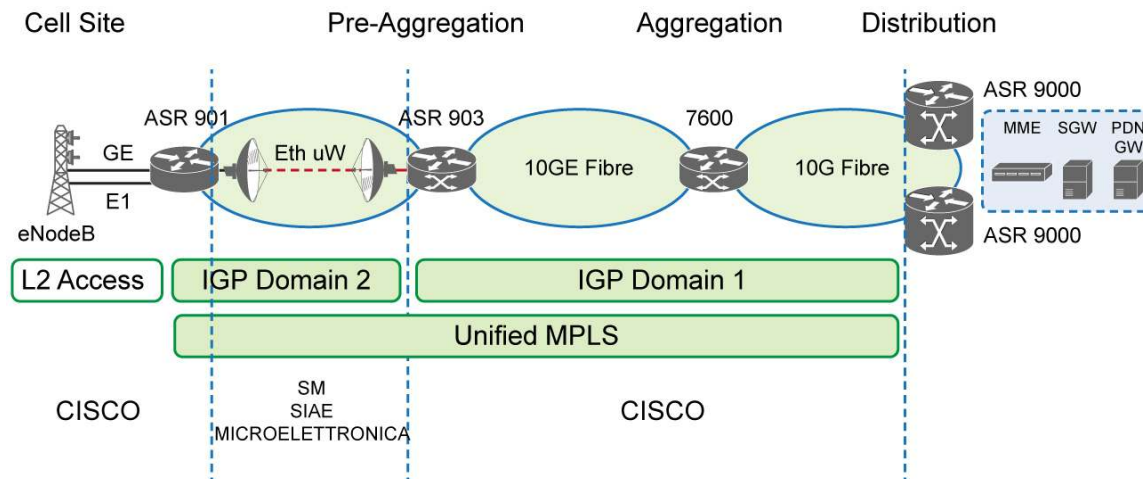 Cell Site
Pre-Aggregation
Aggregation
Distribution
ASR 901
ASR 903
7600
ASR 9000
MME
SGW
PDN
GW
GE
E1
Eth uW
10GE Fibre
10G Fibre
eNodeB
ASR 9000
L2 Access
IGP Domain 2
IGP Domain 1
Unified MPLS
CISCO
SM
SIAE
MICROELETTRONICA
CISCO